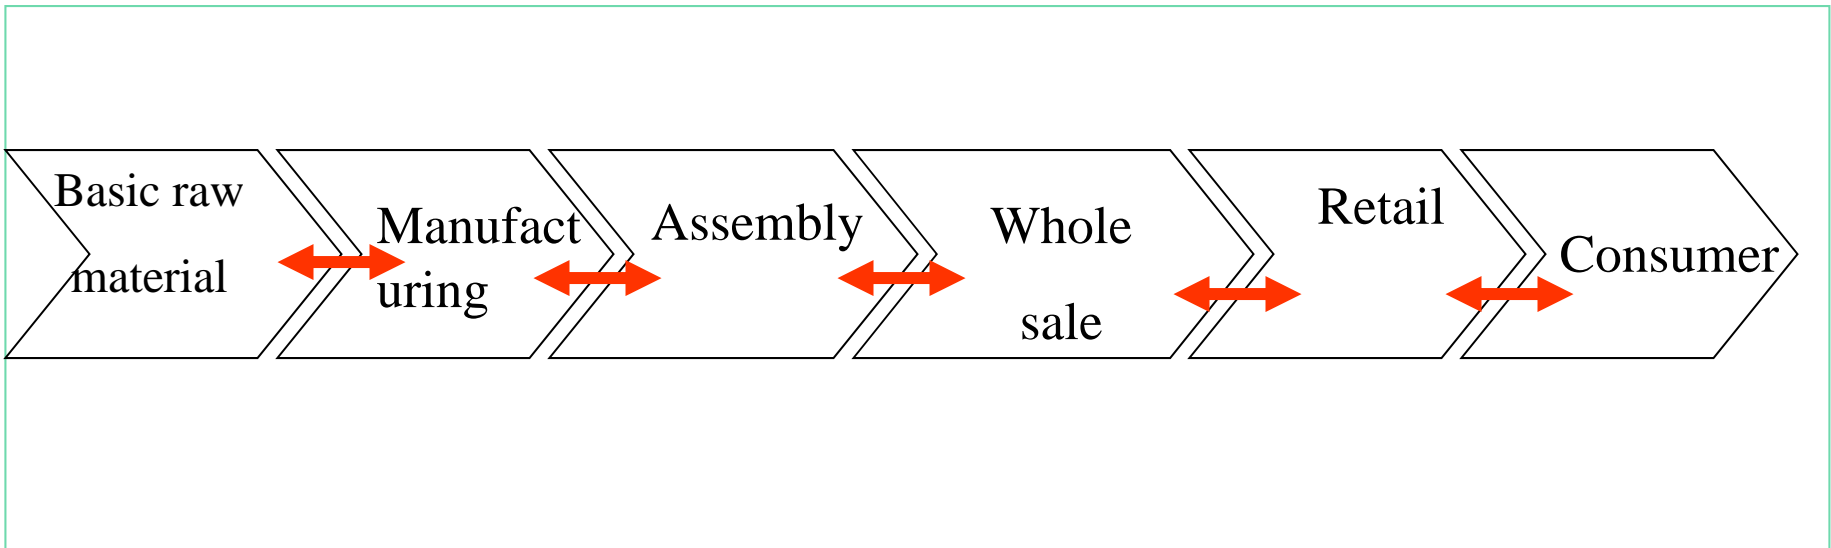 Basic raw
material
Manufact
uring
Assembly
Whole
sale
Retail
Consumer